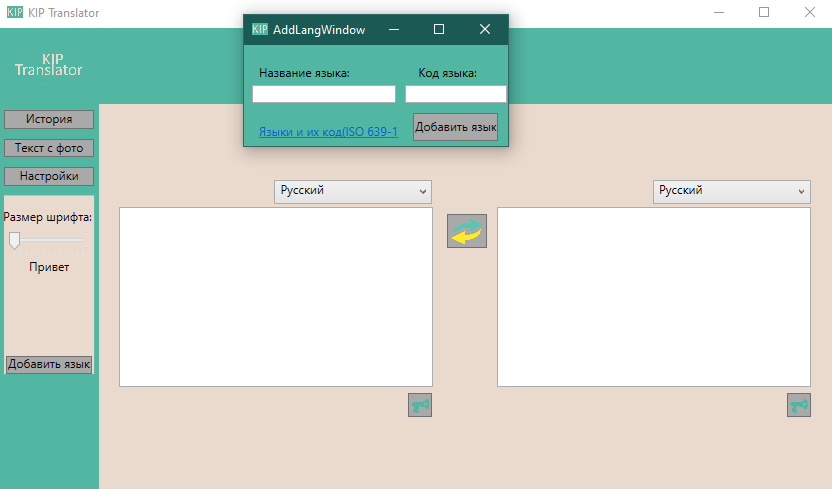 KIP KIP Translator
KIP AddLangWindow
KIP
Translator
Название языка:
Код языка:
Языки и их код(ISO 639-1
Добавить язык
История
Текст с фото
Настройки
Размер шрифта:
Привет
Добавить язык
Русский
Русский